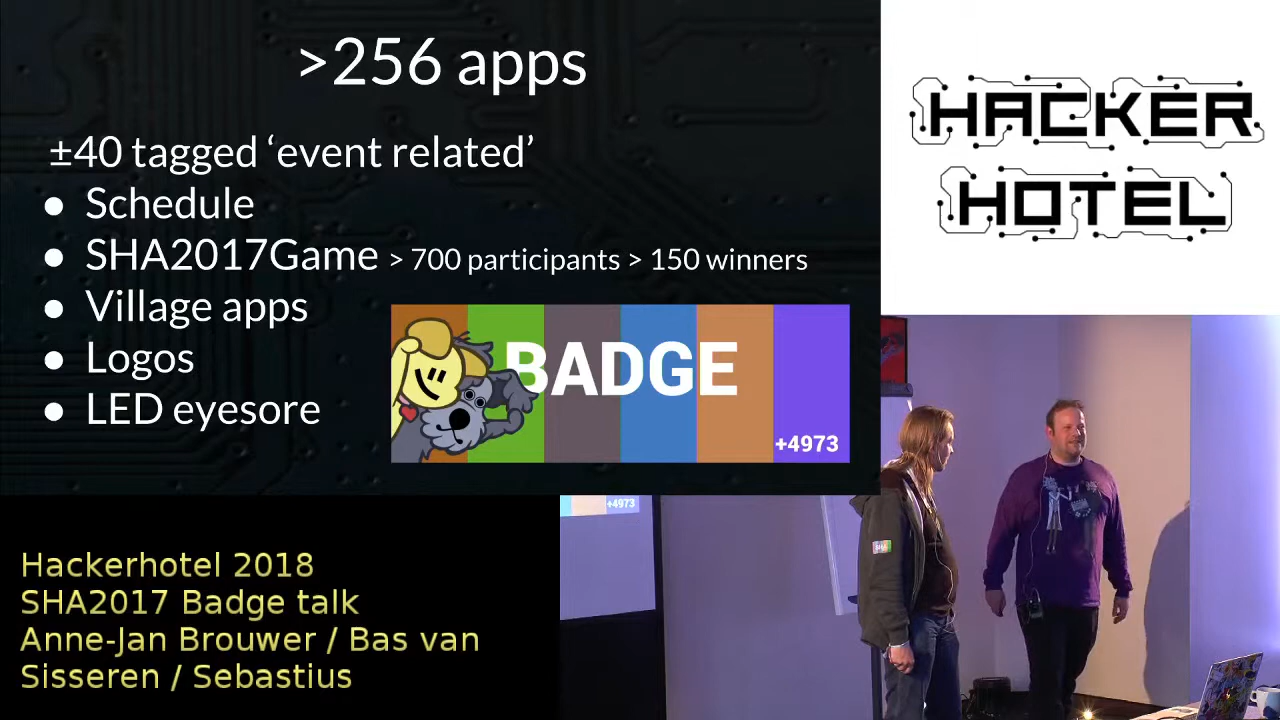 >256 apps
±40 tagged ‘event related’
● Schedule
● SHA2017Game > 700 participants > 150 winners
● Village apps
● Logos
● LED eyesore
BADGE
+4973
HACKER
HOTEL
+4973
SHA
Hackerhotel 2018
SHA2017 Badge talk
Anne-Jan Brouwer / Bas van
Sisseren / Sebastius